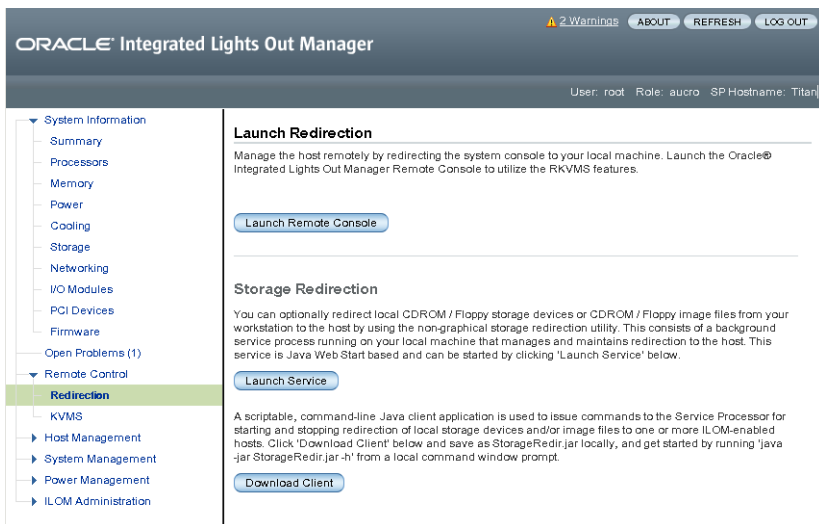 2 Warnings ABOUT REFRESH LOG OUT
ORACLE® Integrated Lights Out Manager
User: root Role: aucro SP Hostname: Titan
System Information
Summary
Processors
Memory
Power
Cooling
Storage
Networking
I/O Modules
PCI Devices
Firmware
Open Problems (1)
Remote Control
Redirection
KVMS
Host Management
System Management
Power Management
ILOM Administration
Launch Redirection
Manage the host remotely by redirecting the system console to your local machine. Launch the Oracle®
Integrated Lights Out Manager Remote Console to utilize the RKVMS features.
Launch Remote Console
Storage Redirection
You can optionally redirect local CDROM / Floppy storage devices or CDROM / Floppy image files from your
workstation to the host by using the non-graphical storage redirection utility. This consists of a background
service process running on your local machine that manages and maintains redirection to the host. This
service is Java Web Start based and can be started by clicking 'Launch Service' below.
Launch Service
A scriptable, command-line Java client application is used to issue commands to the Service Processor for
starting and stopping redirection of local storage devices and/or image files to one or more ILOM-enabled
hosts. Click 'Download Client' below and save as StorageRedir.jar locally, and get started by running 'java
-jar StorageRedir.jar -h' from a local command window prompt.
Download Client